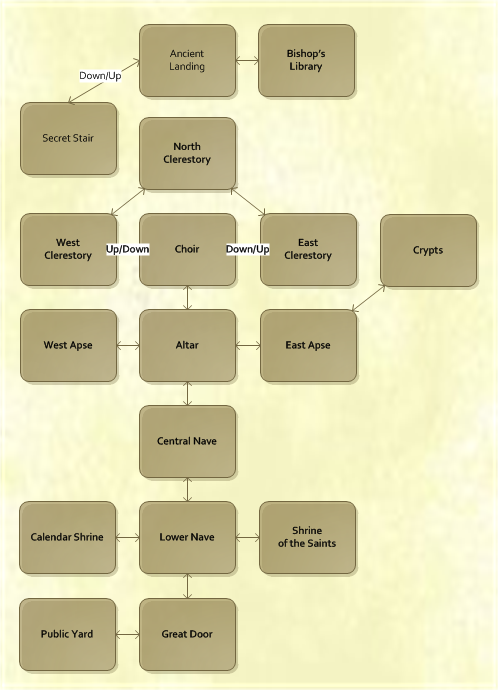 Ancient
Landing
Bishop's
Library
Down/Up
Secret Stair
North
Clerestory
West
Clerestory
Up/Down
Choir
Down/Up
East
Clerestory
Crypts
West Apse
Altar
East Apse
Central Nave
Calendar Shrine
Lower Nave
Shrine
of the Saints
Public Yard
Great Door